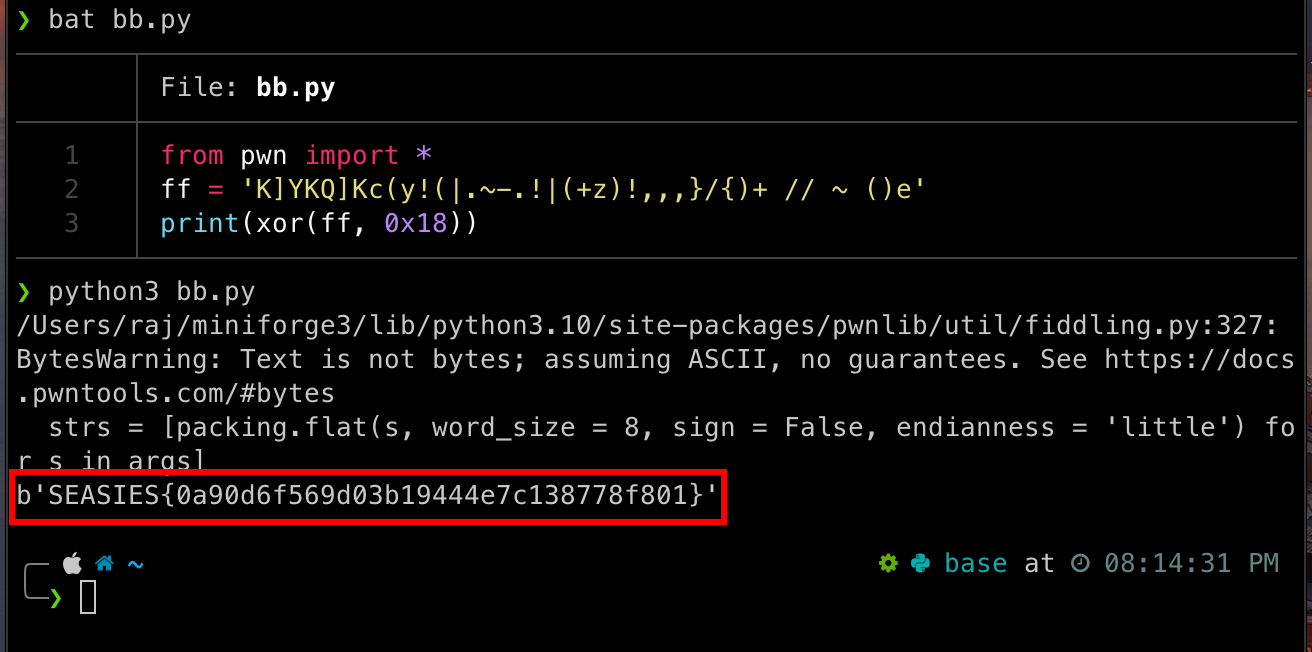 ❯ bat bb.py
File: bb.py
1 from pwn import *
2 ff = 'K]YKQ]Kc(y!(|.~-.!|(+z)!,,,}/{)+ // ~ ()e'
3 print(xor(ff, 0x18))
❯ python3 bb.py
/Users/raj/miniforge3/lib/python3.10/site-packages/pwnlib/util/fiddling.py:327:
BytesWarning: Text is not bytes; assuming ASCII, no guarantees. See https://docs
.pwntools.com/#bytes
  strs = [packing.flat(s, word_size = 8, sign = False, endianness = 'little') fo
r s in args]
b'SEASIES{0a90d6f569d03b19444e7c138778f801}'
~ base at 08:14:31 PM
❯